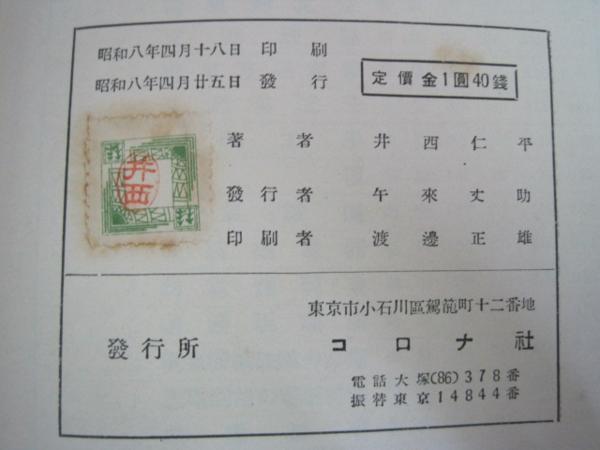 昭和八年四月十八日 印刷
昭和八年四月廿五日 發行
定價金1圓40錢
井西
著者 井西仁平
發行者 午來丈助
印刷者 渡邊正雄
東京市小石川區駕籠町十二番地
發行所 コロナ社
電話大塚(86)378番
振替東京14844番